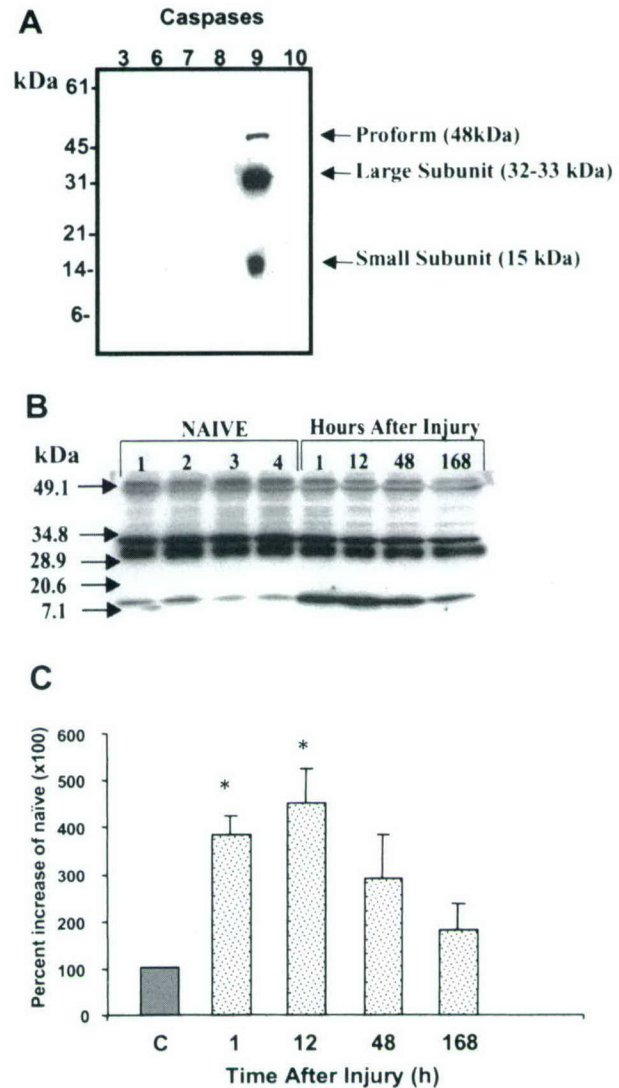 A
Caspases
3 6 7 8 9 10
kDa 61-
45-
31-
21-
14-
6-
Proform (48kDa)
Large Subunit (32-33 kDa)
Small Subunit (15 kDa)
B
NAIVE
Hours After Injury
kDa
1 2 3 4 1 12 48 168
49.1
34.8
28.9
20.6
7.1
C
Percent increase of naïve (x100)
600
500
400
300
200
100
0
*
*
C 1 12 48 168
Time After Injury (h)